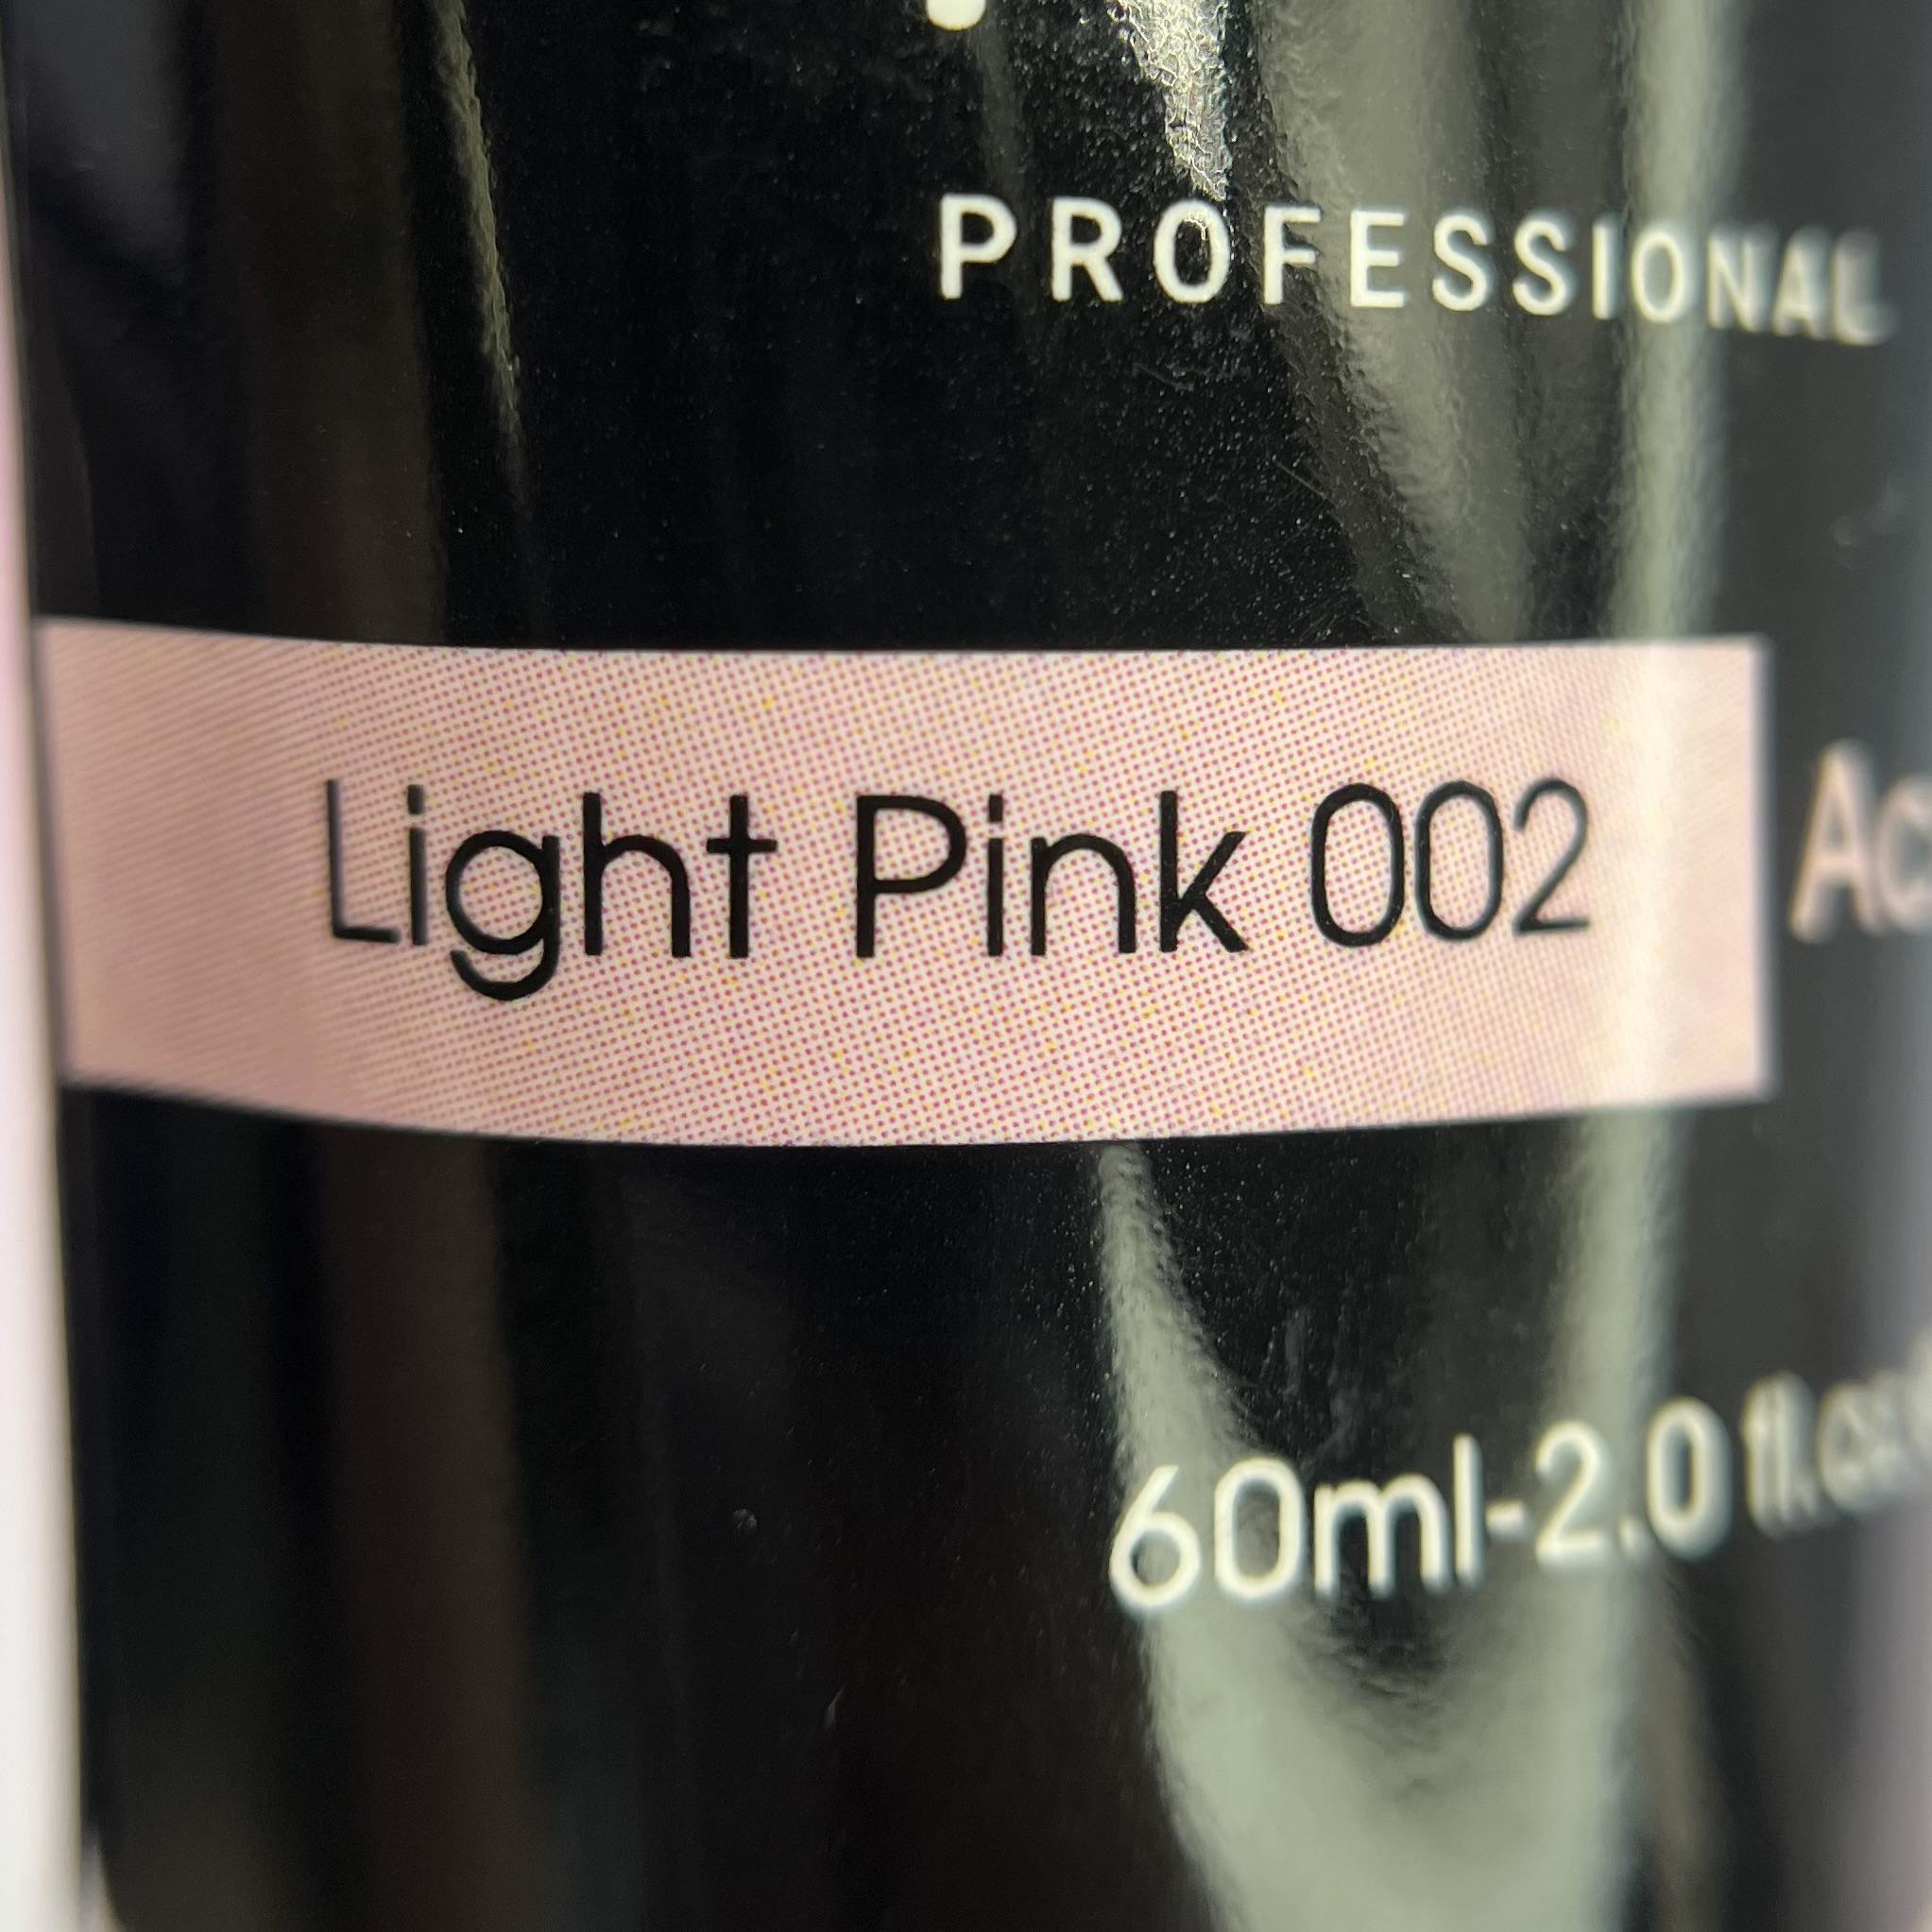 PROFESSIONAL
Light Pink 002
60ml-2.0